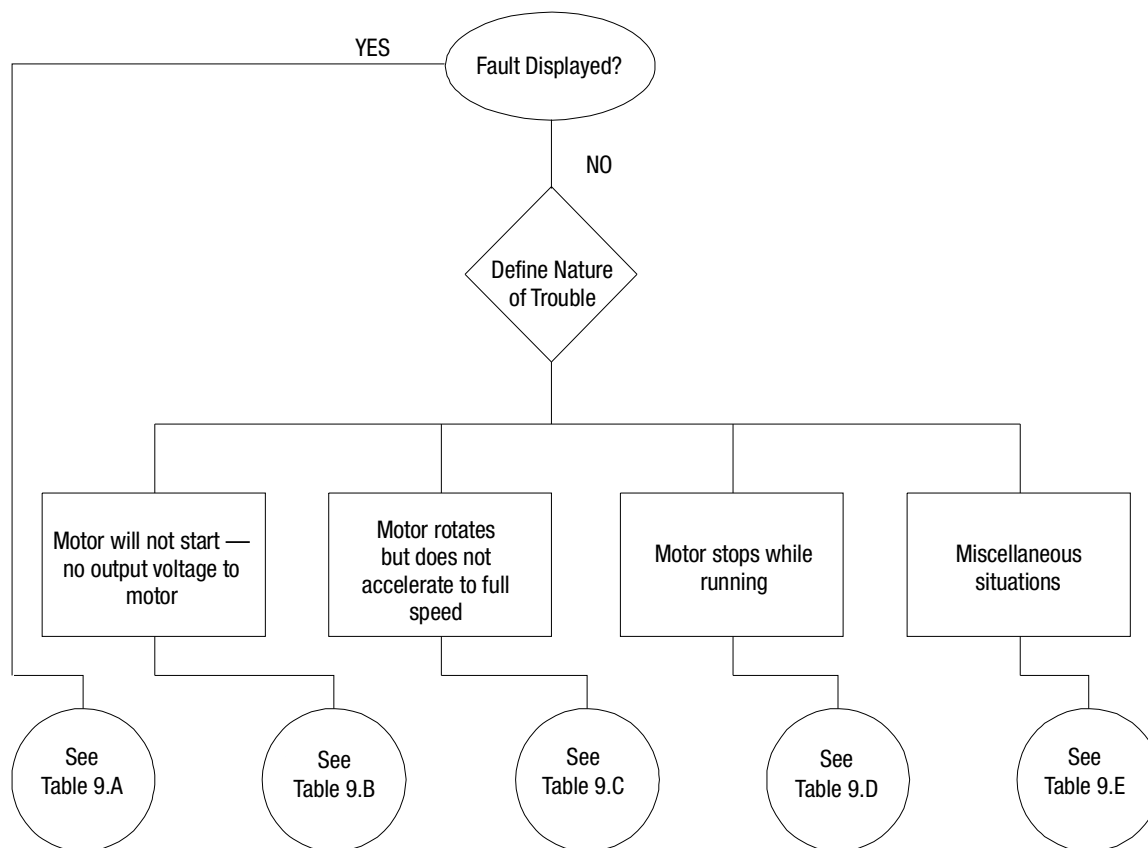 YES
Fault Displayed?
NO
Define Nature
of Trouble
Motor will not start —
no output voltage to
motor
Motor rotates
but does not
accelerate to full
speed
Motor stops while
running
Miscellaneous
situations
See
Table 9.A
See
Table 9.B
See
Table 9.C
See
Table 9.D
See
Table 9.E